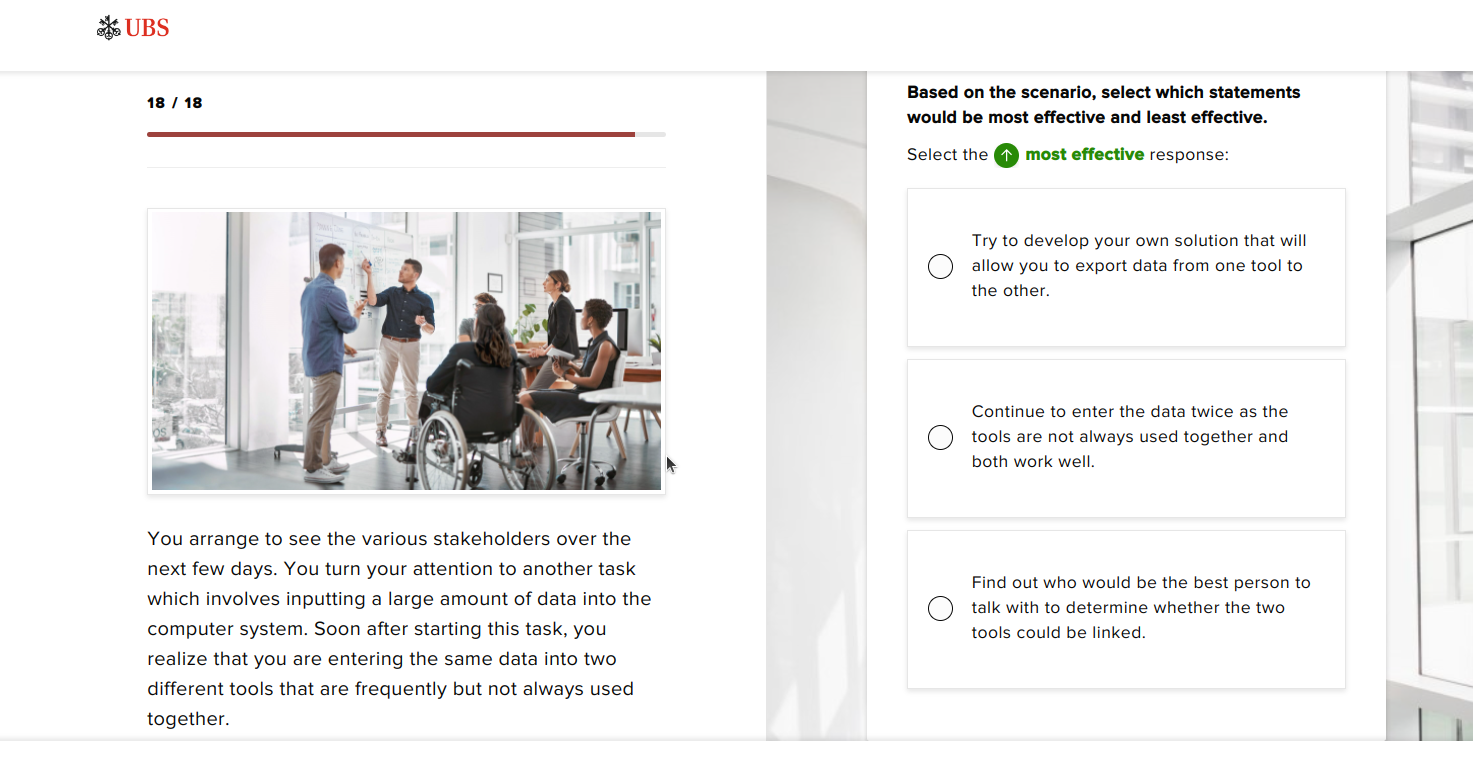 UBS
18 / 18
You arrange to see the various stakeholders over the
next few days. You turn your attention to another task
which involves inputting a large amount of data into the
computer system. Soon after starting this task, you
realize that you are entering the same data into two
different tools that are frequently but not always used
together.
Based on the scenario, select which statements
would be most effective and least effective.
Select the most effective response:
Try to develop your own solution that will
allow you to export data from one tool to
the other.
Continue to enter the data twice as the
tools are not always used together and
both work well.
Find out who would be the best person to
talk with to determine whether the two
tools could be linked.